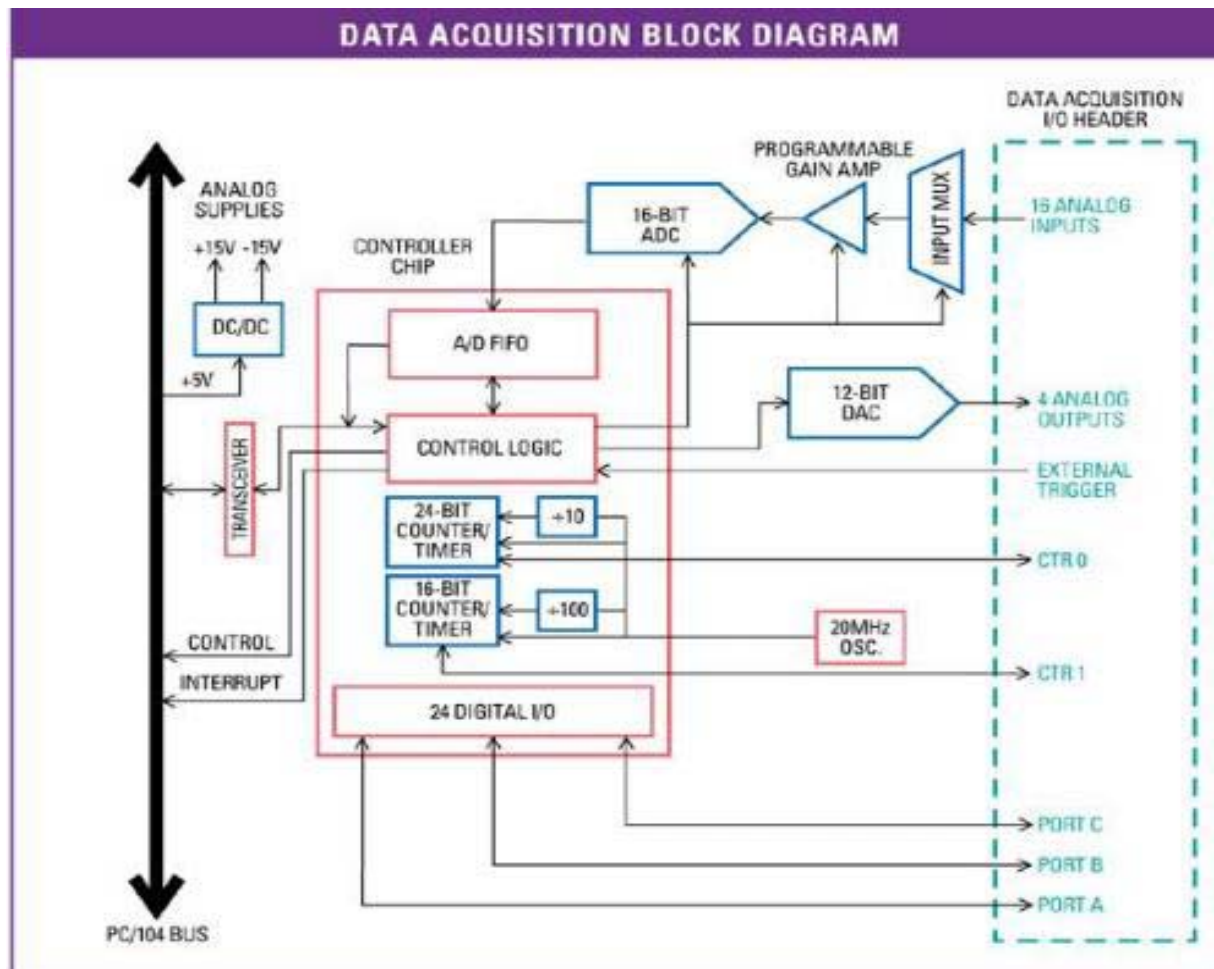 DATA ACQUISITION BLOCK DIAGRAM
DATA ACQUISITION
I/O HEADER
PROGRAMMABLE
GAIN AMP
ANALOG
SUPPLIES
+15V -15V
DC/DC
+5V
CONTROLLER
CHIP
16-BIT
ADC
INPUT MUX
16 ANALOG
INPUTS
A/D FIFO
12-BIT
DAC
4 ANALOG
OUTPUTS
CONTROL LOGIC
EXTERNAL
TRIGGER
TRANSCEIVER
24-BIT
COUNTER/
TIMER
÷10
CTR 0
16-BIT
COUNTER/
TIMER
÷100
20MHz
OSC.
CONTROL
CTR 1
INTERRUPT
24 DIGITAL I/O
PORT C
PORT B
PORT A
PC/104 BUS